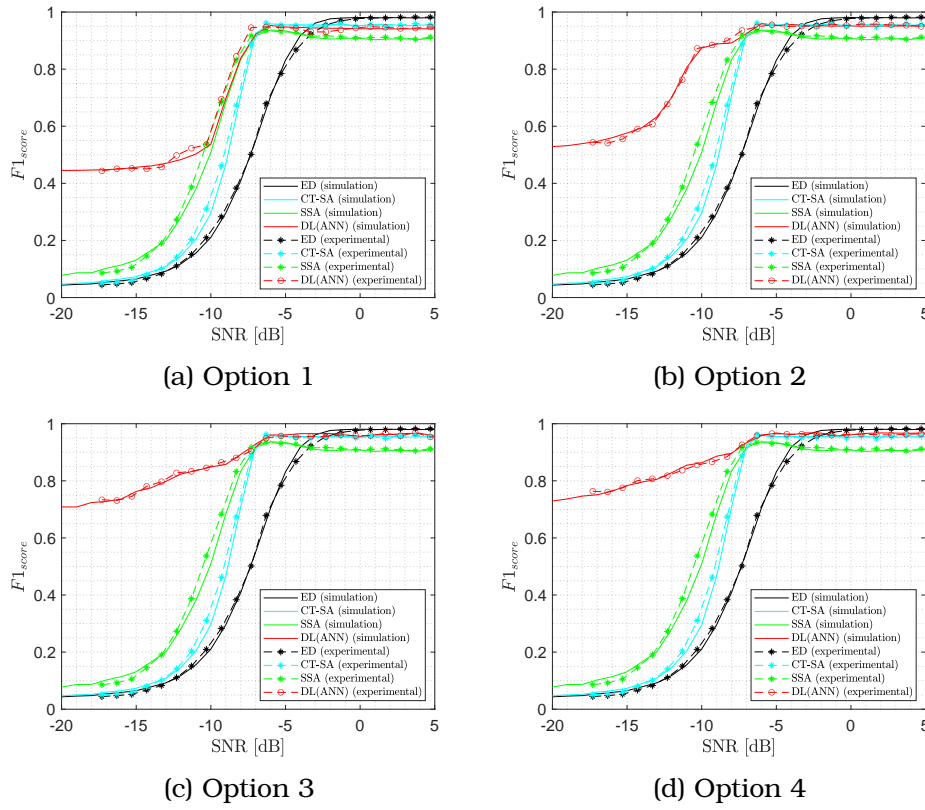 1
0.8
0.6
0.4
0.2
0
F1score
ED (simulation)
CT-SA (simulation)
SSA (simulation)
DL(ANN) (simulation)
ED (experimental)
CT-SA (experimental)
SSA (experimental)
DL(ANN) (experimental)
-20 -15 -10 -5 0 5
SNR [dB]
(a) Option 1
1
0.8
0.6
0.4
0.2
0
F1score
ED (simulation)
CT-SA (simulation)
SSA (simulation)
DL(ANN) (simulation)
ED (experimental)
CT-SA (experimental)
SSA (experimental)
DL(ANN) (experimental)
-20 -15 -10 -5 0 5
SNR [dB]
(b) Option 2
1
0.8
0.6
0.4
0.2
0
F1score
ED (simulation)
CT-SA (simulation)
SSA (simulation)
DL(ANN) (simulation)
ED (experimental)
CT-SA (experimental)
SSA (experimental)
DL(ANN) (experimental)
-20 -15 -10 -5 0 5
SNR [dB]
(c) Option 3
1
0.8
0.6
0.4
0.2
0
F1score
ED (simulation)
CT-SA (simulation)
SSA (simulation)
DL(ANN) (simulation)
ED (experimental)
CT-SA (experimental)
SSA (experimental)
DL(ANN) (experimental)
-20 -15 -10 -5 0 5
SNR [dB]
(d) Option 4